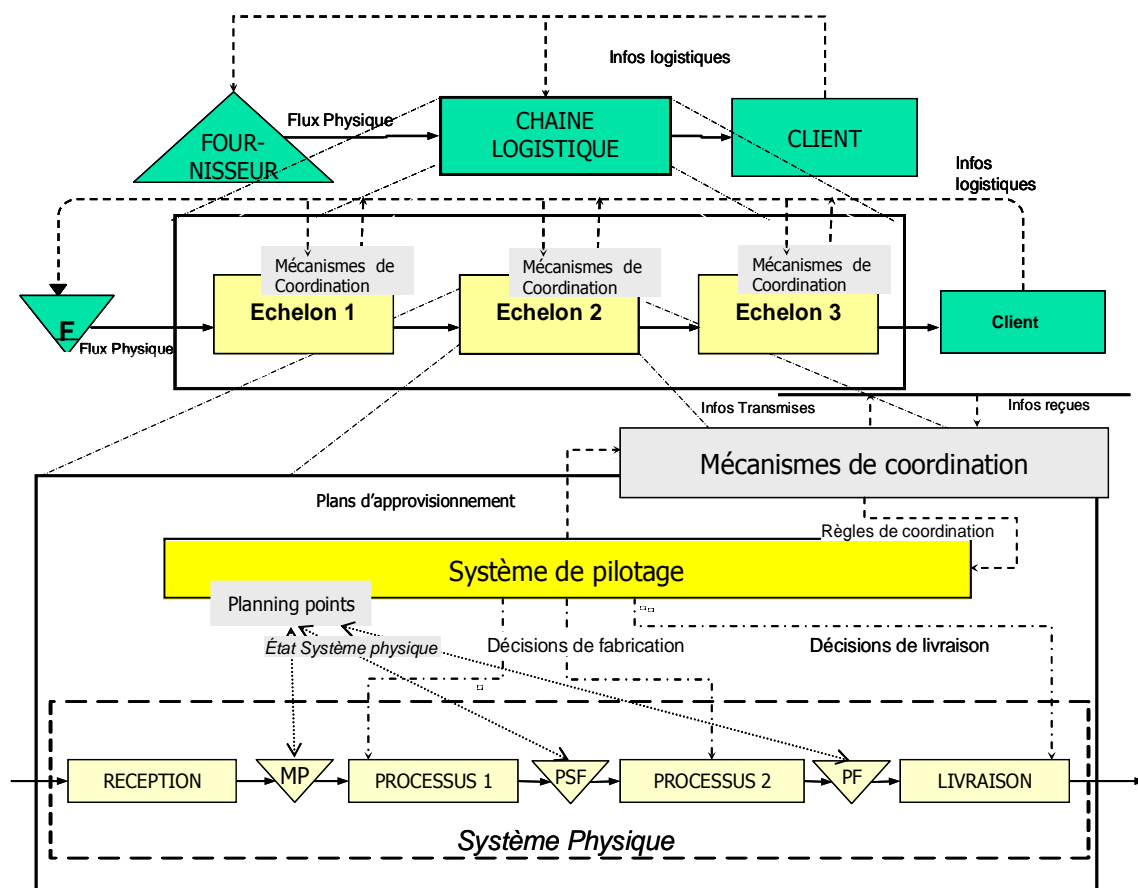 Infos logistiques
Flux Physique
FOUR-
NISSEUR
CHAINE
LOGISTIQUE
CLIENT
Infos
logistiques
Mécanismes de
Coordination
Mécanismes de
Coordination
Mécanismes de
Coordination
F
Flux Physique
Echelon 1
Echelon 2
Echelon 3
Client
Infos Transmises
Infos reçues
Mécanismes de coordination
Plans d’approvisionnement
Règles de coordination
Système de pilotage
Planning points
État Système physique
Décisions de fabrication
Décisions de livraison
RECEPTION
MP
PROCESSUS 1
PSF
PROCESSUS 2
PF
LIVRAISON
Système Physique